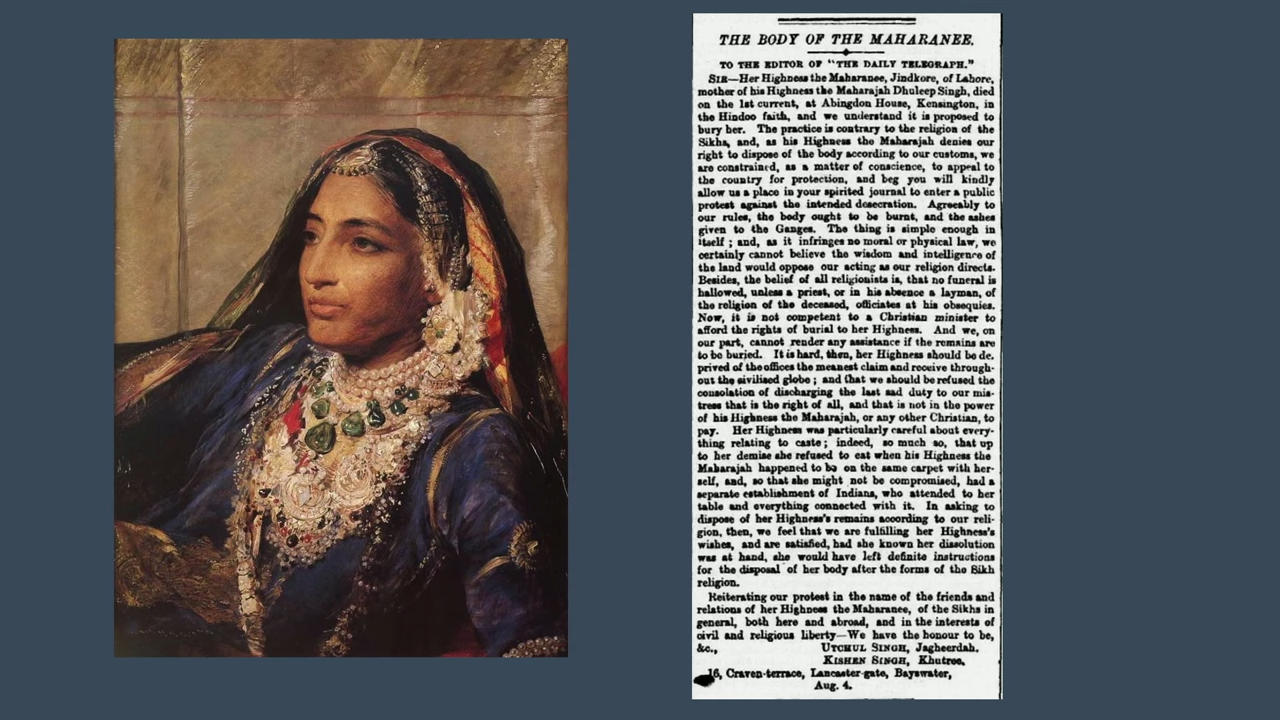 THE BODY OF THE MAHARANEE.
TO THE EDITOR OF "THE DAILY TELEGRAPH."
SIR—Her Highness the Maharanee, Jindkore, of Lahore,
mother of his Highness the Maharajah Dhuleep Singh, died
on the 1st current, at Abingdon House, Kensington, in
the Hindoo faith, and we understand it is proposed to
bury her. The practice is contrary to the religion of the
Sikhs, and, as his Highness the Maharajah denies our
right to dispose of the body according to our customs, we
are constrained, as a matter of conscience, to appeal to
the country for protection, and beg you will kindly
allow us a place in your spirited journal to enter a public
protest against the intended desecration. Agreeably to
our rules, the body ought to be burnt, and the ashes
given to the Ganges. The thing is simple enough in
itself ; and, as it infringes no moral or physical law, we
certainly cannot believe the wisdom and intelligence of
the land would oppose our acting as our religion directs.
Besides, the belief of all religionists is, that no funeral is
hallowed, unless a priest, or in his absence a layman, of
the religion of the deceased, officiates at his obsequies.
Now, it is not competent to a Christian minister to
afford the rights of burial to her Highness. And we, on
our part, cannot render any assistance if the remains are
to be buried. It is hard, then, her Highness should be de.
prived of the offices the meanest claim and receive through-
out the civilised globe ; and that we should be refused the
consolation of discharging the last sad duty to our mis-
tress that is the right of all, and that is not in the power
of his Highness the Maharajah, or any other Christian, to
pay. Her Highness was particularly careful about every-
thing relating to caste ; indeed, so much so, that up
to her demise she refused to eat when his Highness the
Maharajah happened to be on the same carpet with her-
self, and, so that she might not be compromised, had a
separate establishment of Indians, who attended to her
table and everything connected with it. In asking to
dispose of her Highness's remains according to our reli-
gion, then, we feel that we are fulfilling her Highness's
wishes, and are satisfied, had she known her dissolution
was at hand, she would have left definite instructions
for the disposal of her body after the forms of the Sikh
religion.
Reiterating our protest in the name of the friends and
relations of her Highness the Maharanee, of the Sikhs in
general, both here and abroad, and in the interests of
civil and religious liberty—We have the honour to be,
&c., UTCHUL SINGH, Jagheerdah.
KISHEN SINGH, Khutree.
16, Craven-terrace, Lancaster-gate, Bayswater,
Aug. 4.